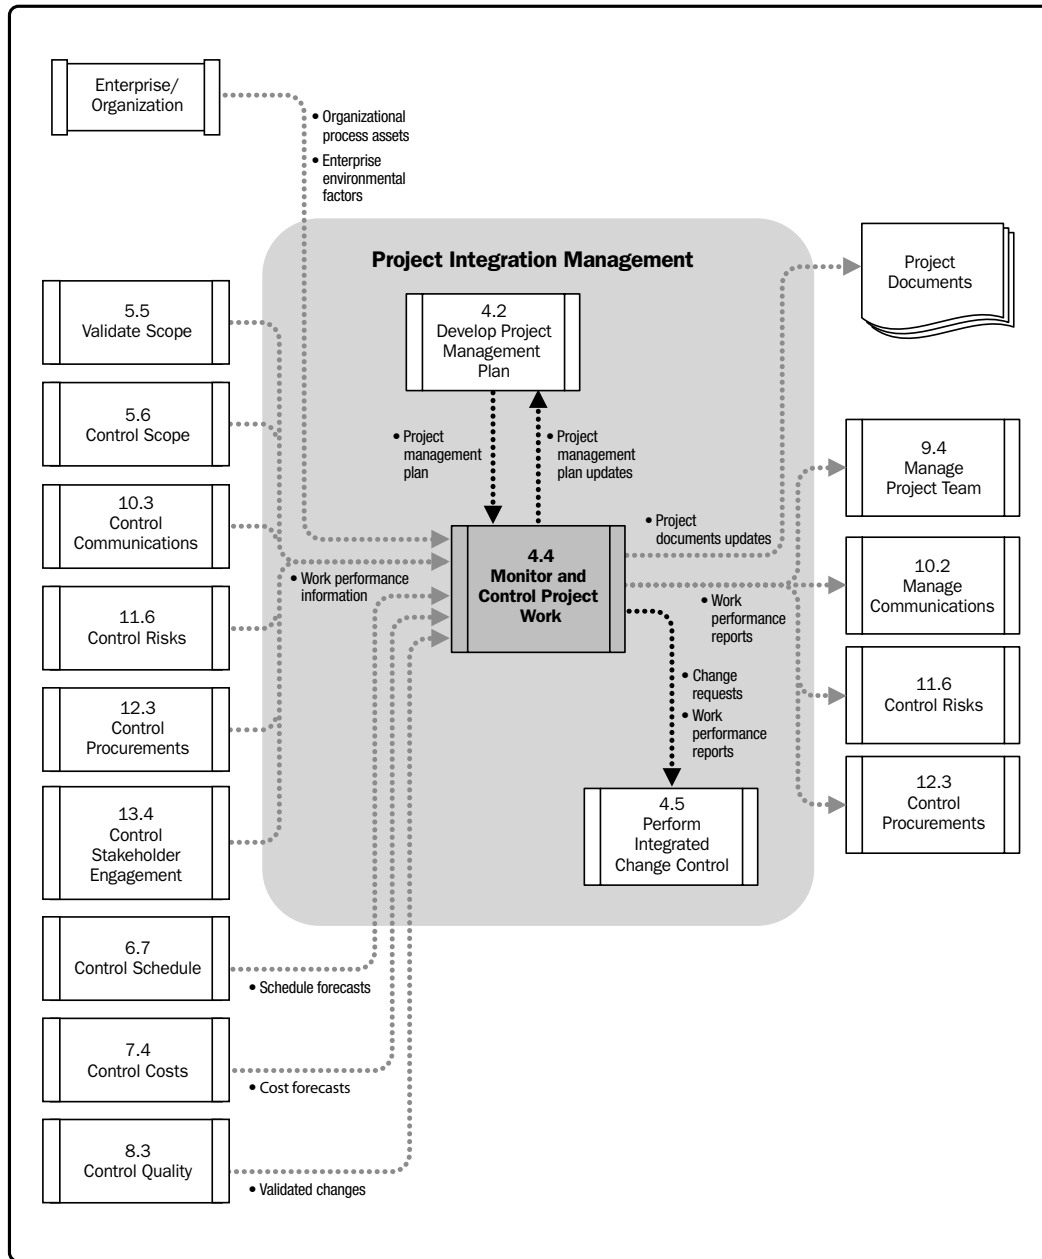 Enterprise/
Organization
• Organizational
process assets
• Enterprise
environmental
factors
Project Integration Management
Project
Documents
5.5
Validate Scope
4.2
Develop Project
Management
Plan
5.6
Control Scope
• Project
management
plan
• Project
management
plan updates
9.4
Manage
Project Team
10.3
Control
Communications
• Project
documents updates
4.4
Monitor and
Control Project
Work
10.2
Manage
Communications
• Work performance
information
• Work
performance
reports
11.6
Control Risks
11.6
Control Risks
• Change
requests
• Work
performance
reports
12.3
Control
Procurements
12.3
Control
Procurements
13.4
Control
Stakeholder
Engagement
4.5
Perform
Integrated
Change Control
6.7
Control Schedule
• Schedule forecasts
7.4
Control Costs
• Cost forecasts
8.3
Control Quality
• Validated changes